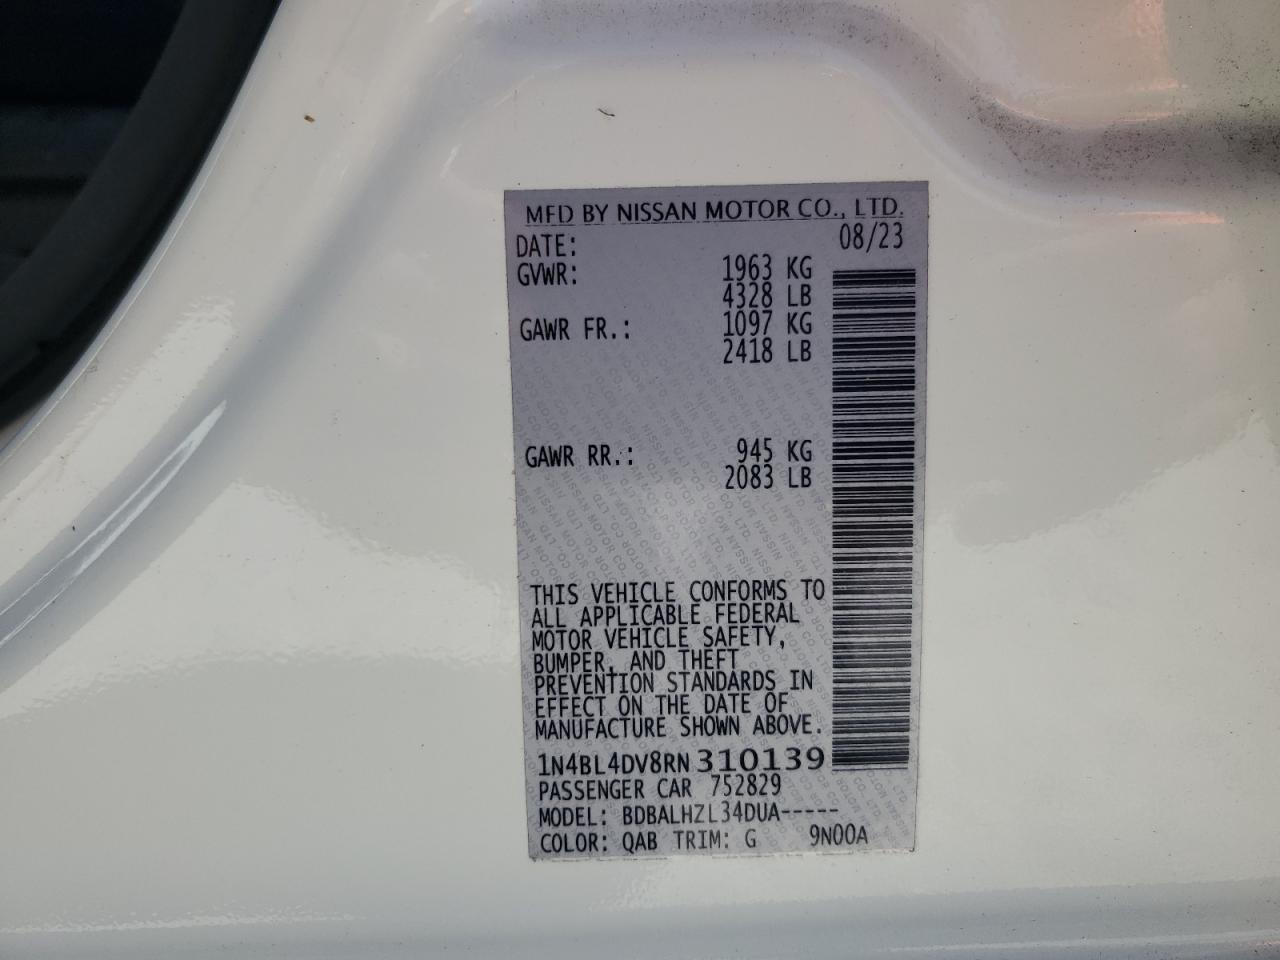 MFD BY NISSAN MOTOR CO., LTD.
DATE: 08/23
GVWR: 1963 KG
4328 LB
GAWR FR.: 1097 KG
2418 LB
GAWR RR.: 945 KG
2083 LB
THIS VEHICLE CONFORMS TO
ALL APPLICABLE FEDERAL
MOTOR VEHICLE SAFETY,
BUMPER, AND THEFT
PREVENTION STANDARDS IN
EFFECT ON THE DATE OF
MANUFACTURE SHOWN ABOVE.
1N4BL4DV8RN310139
PASSENGER CAR 752829
MODEL: BDBALHZL34DUA-----
COLOR: QAB TRIM: G 9N00A